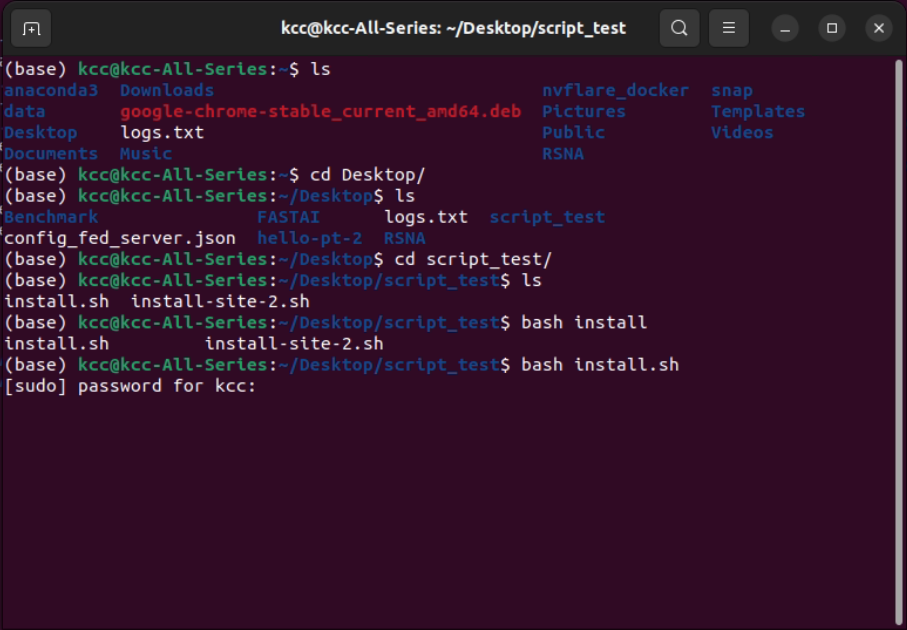 kcc@kcc-All-Series: ~/Desktop/script_test
(base) kcc@kcc-All-Series:~$ ls
anaconda3  Downloads                            nvflare_docker  snap
data       google-chrome-stable_current_amd64.deb  Pictures        Templates
Desktop    logs.txt                             Public          Videos
Documents  Music                                RSNA
(base) kcc@kcc-All-Series:~$ cd Desktop/
(base) kcc@kcc-All-Series:~/Desktop$ ls
Benchmark               FASTAI      logs.txt  script_test
config_fed_server.json  hello-pt-2  RSNA
(base) kcc@kcc-All-Series:~/Desktop$ cd script_test/
(base) kcc@kcc-All-Series:~/Desktop/script_test$ ls
install.sh  install-site-2.sh
(base) kcc@kcc-All-Series:~/Desktop/script_test$ bash install
install.sh         install-site-2.sh
(base) kcc@kcc-All-Series:~/Desktop/script_test$ bash install.sh
[sudo] password for kcc: